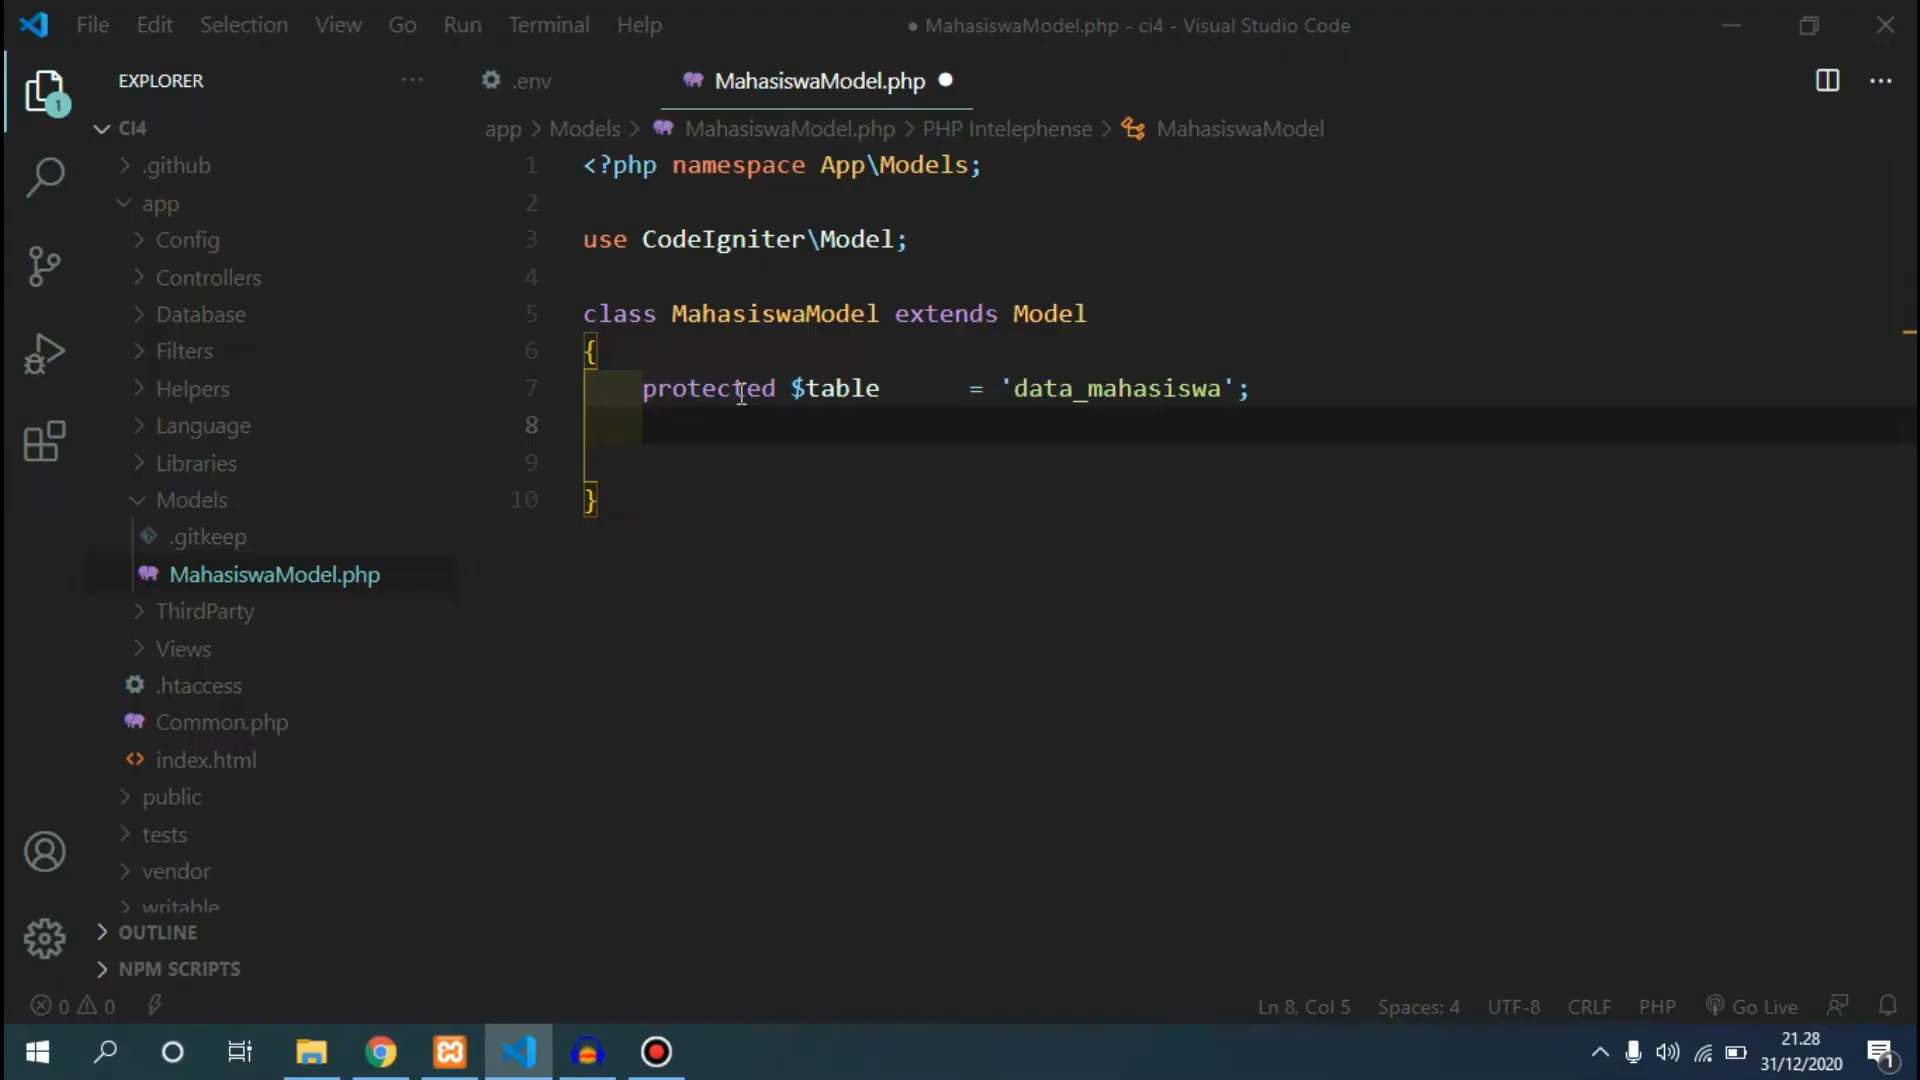 File Edit Selection View Go Run Terminal Help
● MahasiswaModel.php - ci4 - Visual Studio Code
EXPLORER
.env
MahasiswaModel.php
1
CI4
app > Models > MahasiswaModel.php > PHP Intelephense > MahasiswaModel
.github
app
Config
Controllers
Database
Filters
Helpers
Language
Libraries
Models
.gitkeep
MahasiswaModel.php
ThirdParty
Views
.htaccess
Common.php
index.html
public
tests
vendor
writable
OUTLINE
NPM SCRIPTS
1 <?php namespace App\Models;
2
3 use CodeIgniter\Model;
4
5 class MahasiswaModel extends Model
6 {
7 protected $table = 'data_mahasiswa';
8
9
10 }
0 0
Ln 8, Col 5 Spaces: 4 UTF-8 CRLF PHP Go Live
21.28
31/12/2020
1